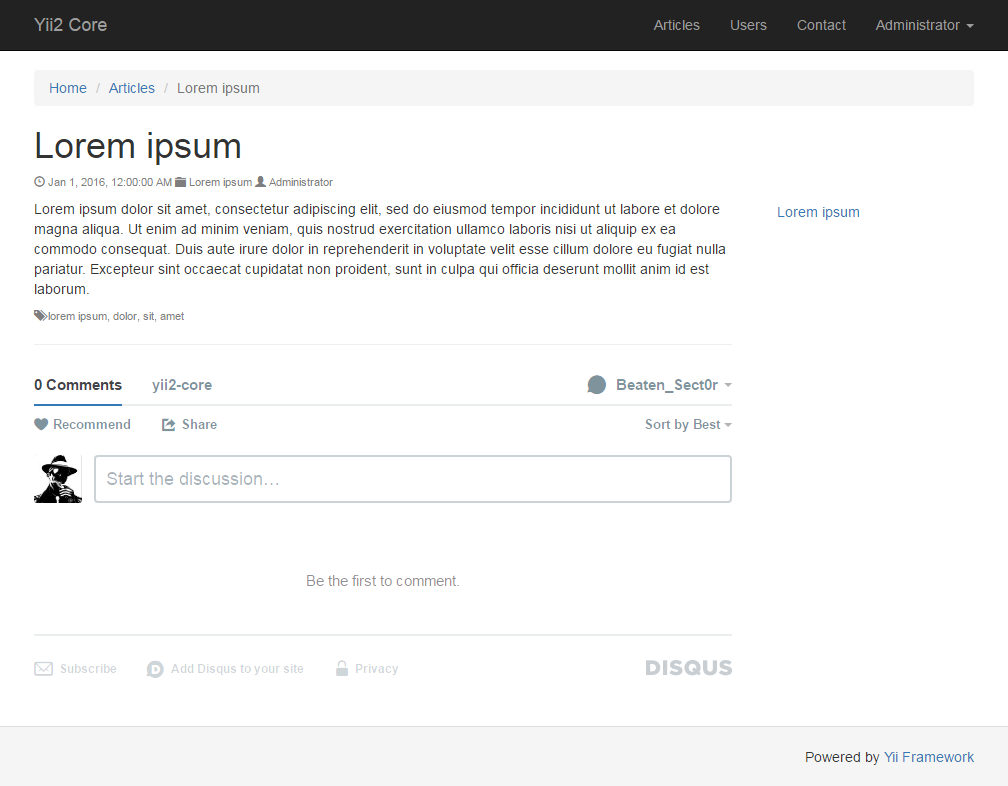 Yii2 Core Articles Users Contact Administrator
Home / Articles / Lorem ipsum
Lorem ipsum
Jan 1, 2016, 12:00:00 AM Lorem ipsum Administrator
Lorem ipsum dolor sit amet, consectetur adipiscing elit, sed do eiusmod tempor incididunt ut labore et dolore
magna aliqua. Ut enim ad minim veniam, quis nostrud exercitation ullamco laboris nisi ut aliquip ex ea
commodo consequat. Duis aute irure dolor in reprehenderit in voluptate velit esse cillum dolore eu fugiat nulla
pariatur. Excepteur sint occaecat cupidatat non proident, sunt in culpa qui officia deserunt mollit anim id est
laborum.
lorem ipsum, dolor, sit, amet
Lorem ipsum
0 Comments yii2-core Beaten_Sect0r
Recommend Share Sort by Best
Start the discussion…
Be the first to comment.
Subscribe Add Disqus to your site Privacy DISQUS
Powered by Yii Framework